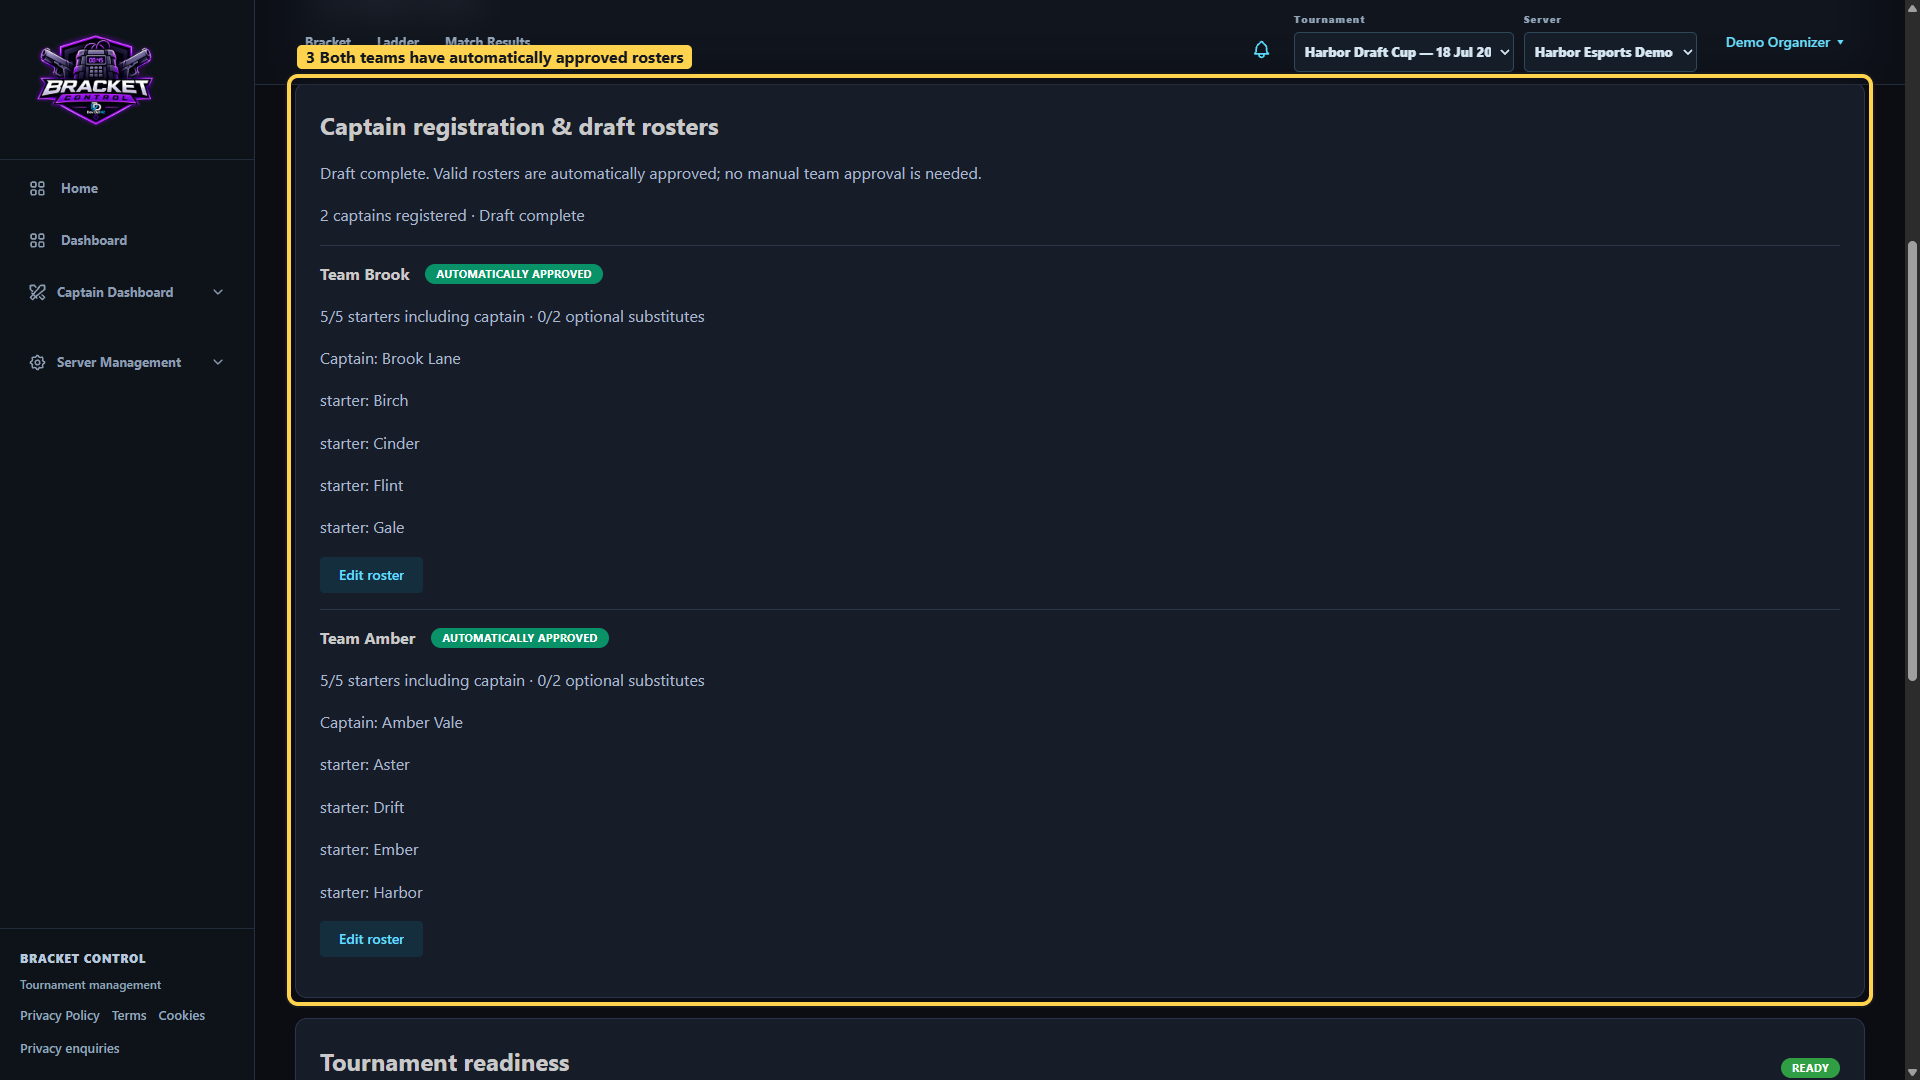 BRACKET
CONTROL
Home
Dashboard
Captain Dashboard
Server Management
BRACKET CONTROL
Tournament management
Privacy Policy Terms Cookies
Privacy enquiries
Bracket Ladder Match Results
3 Both teams have automatically approved rosters
Tournament
Harbor Draft Cup — 18 Jul 20
Server
Harbor Esports Demo
Demo Organizer
Captain registration & draft rosters
Draft complete. Valid rosters are automatically approved; no manual team approval is needed.
2 captains registered · Draft complete
Team Brook AUTOMATICALLY APPROVED
5/5 starters including captain · 0/2 optional substitutes
Captain: Brook Lane
starter: Birch
starter: Cinder
starter: Flint
starter: Gale
Edit roster
Team Amber AUTOMATICALLY APPROVED
5/5 starters including captain · 0/2 optional substitutes
Captain: Amber Vale
starter: Aster
starter: Drift
starter: Ember
starter: Harbor
Edit roster
Tournament readiness
READY